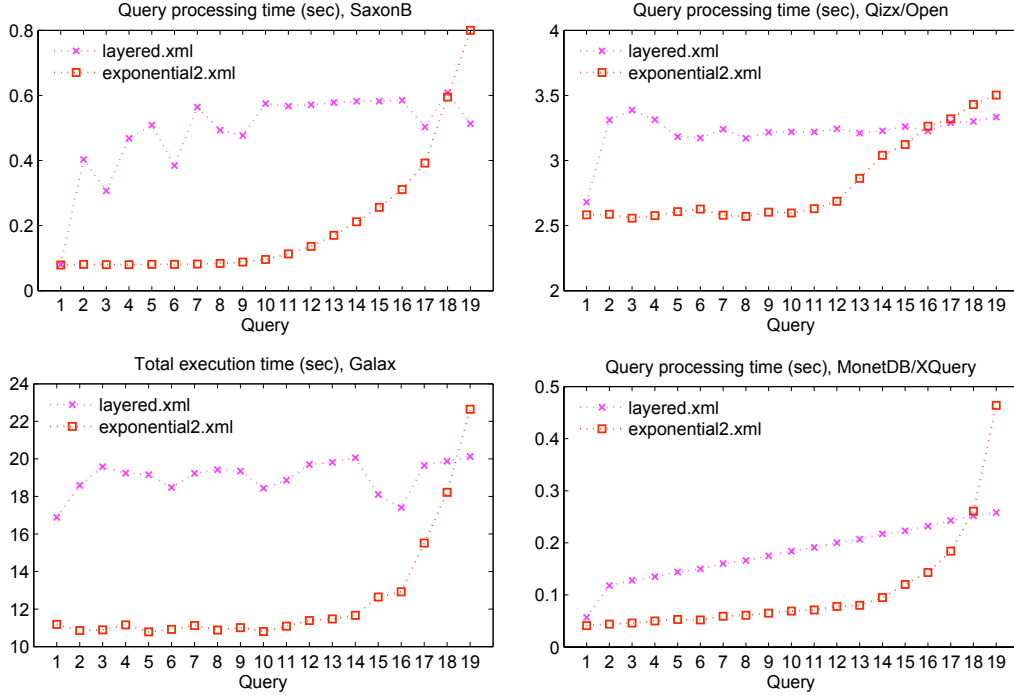 Query processing time (sec), SaxonB
0.8
0.6
0.4
0.2
0
layered.xml
exponential2.xml
1 2 3 4 5 6 7 8 9 10 11 12 13 14 15 16 17 18 19
Query
Query processing time (sec), Qizx/Open
4
3.5
3
2.5
2
layered.xml
exponential2.xml
1 2 3 4 5 6 7 8 9 10 11 12 13 14 15 16 17 18 19
Query
Total execution time (sec), Galax
24
22
20
18
16
14
12
10
layered.xml
exponential2.xml
1 2 3 4 5 6 7 8 9 10 11 12 13 14 15 16 17 18 19
Query
Query processing time (sec), MonetDB/XQuery
0.5
0.4
0.3
0.2
0.1
0
layered.xml
exponential2.xml
1 2 3 4 5 6 7 8 9 10 11 12 13 14 15 16 17 18 19
Query